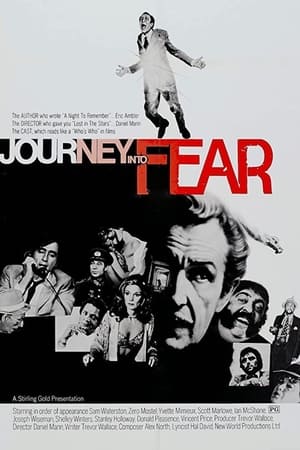 The AUTHOR who wrote "A Night To Remember"... Eric Ambler
The DIRECTOR who gave you "Lost in The Stars"... Daniel Mann
The CAST, which reads like a "Who's Who" in films
JOURNEY INTO FEAR
A Stirling Gold Presentation
Starring in order of appearance Sam Waterston, Zero Mostel, Yvette Mimieux, Scott Marlowe, Ian McShane, PG
Joseph Wiseman, Shelley Winters, Stanley Holloway, Donald Pleasence, Vincent Price, Producer Trevor Wallace,
Director Daniel Mann, Writer Trevor Wallace, Composer Alex North, Lyricist Hal David, New World Productions Ltd